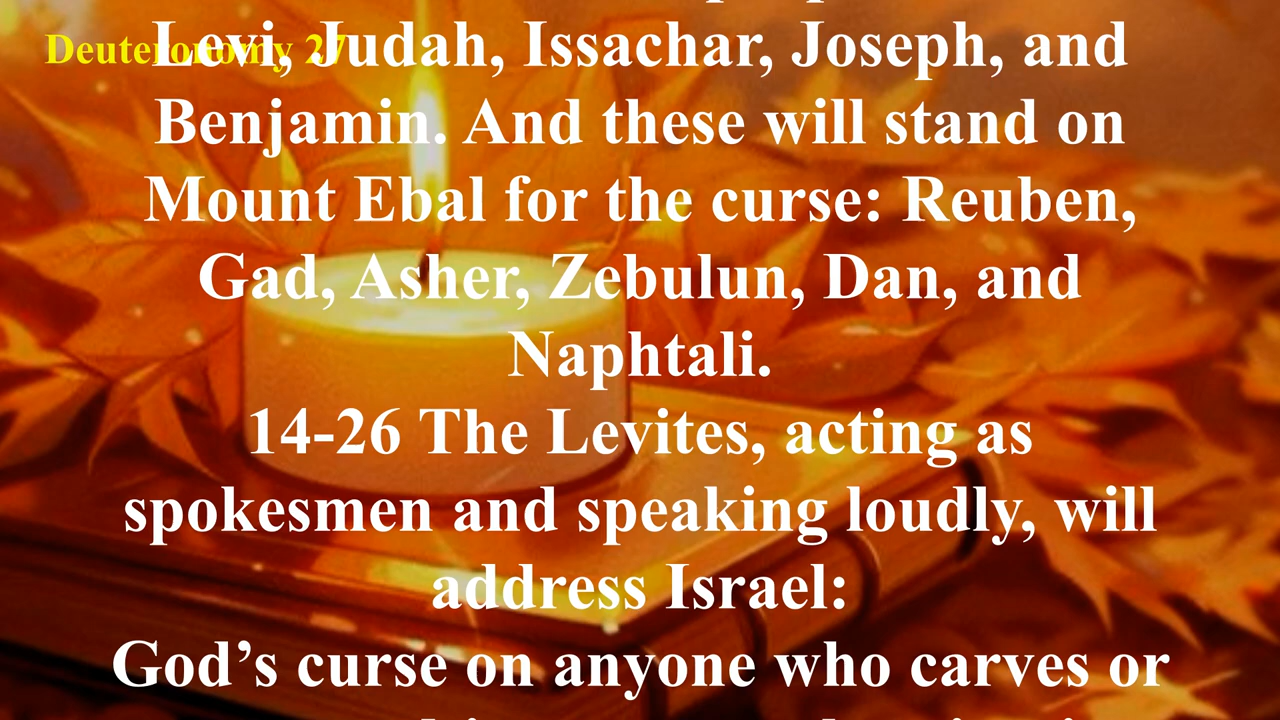 Deuteronomy 27
Levi, Judah, Issachar, Joseph, and
Benjamin. And these will stand on
Mount Ebal for the curse: Reuben,
Gad, Asher, Zebulun, Dan, and
Naphtali.
14-26 The Levites, acting as
spokesmen and speaking loudly, will
address Israel:
God’s curse on anyone who carves or